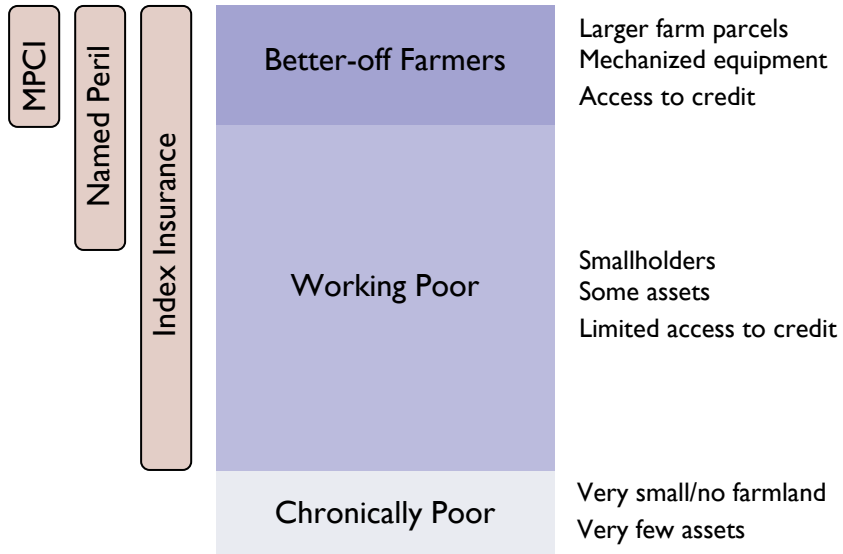 MPCI
Named Peril
Index Insurance
Better-off Farmers
Larger farm parcels
Mechanized equipment
Access to credit
Working Poor
Smallholders
Some assets
Limited access to credit
Chronically Poor
Very small/no farmland
Very few assets